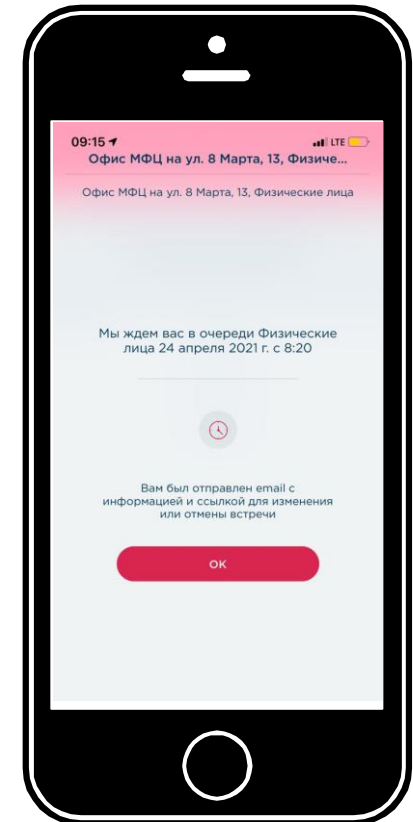 09:15 LTE
Офис МФЦ на ул. 8 Марта, 13, Физиче...
Офис МФЦ на ул. 8 Марта, 13, Физические лица
Мы ждем вас в очереди Физические
лица 24 апреля 2021 г. с 8:20
Вам был отправлен email с
информацией и ссылкой для изменения
или отмены встречи
ОК